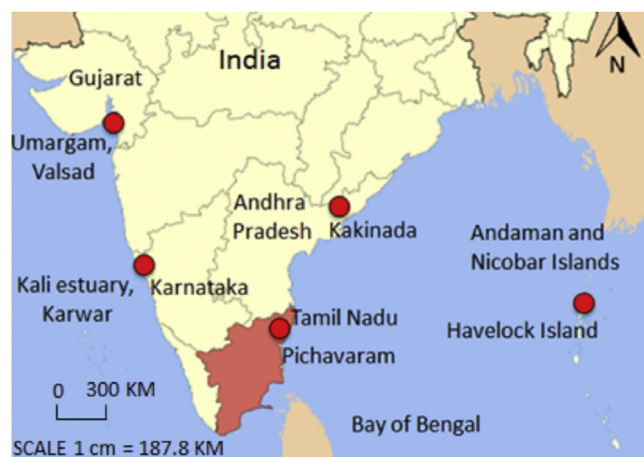 India
N
Gujarat
Umargam,
Valsad
Andhra
Pradesh
Kakinada
Andaman and
Nicobar Islands
Kali estuary,
Karwar
Karnataka
Havelock Island
Tamil Nadu
Pichavaram
0 300 KM
Bay of Bengal
SCALE 1 cm = 187.8 KM